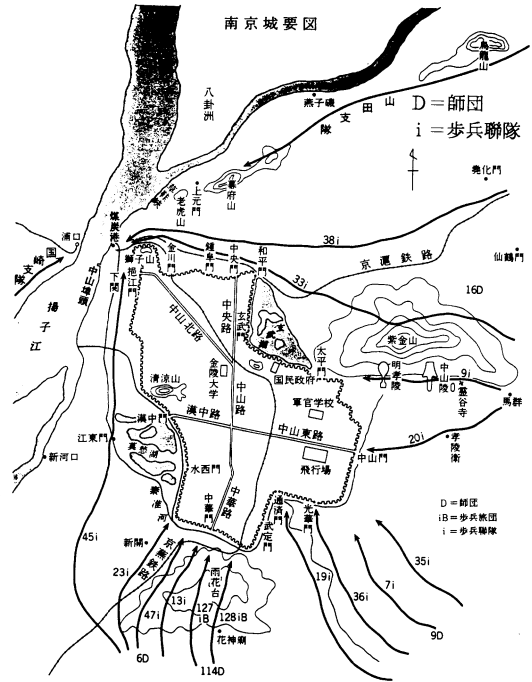 南京城要図
烏龍山
八卦洲
燕子磯
山田支隊
D=師団
i=歩兵聯隊
幕府山
上元門
老虎山
堯化門
煤炭港
浦口
国崎支隊
中山埠頭
下関
獅子山
挹江門
金川門
鐘阜門
中央門
和平門
38i
京滬鉄路
仙鶴門
33i
16D
揚子江
中山北路
中央路
玄武門
玄武湖
紫金山
太平門
明孝陵
中山陵
靈谷寺
9i
馬群
金陵大学
中山路
国民政府
清涼山
軍官学校
20i
孝陵衛
漢中門
漢中路
中山東路
中山門
江東門
莫愁湖
新河口
飛行場
水西門
中華門
中華路
通済門
光華門
武定門
秦淮河
D=師団
iB=歩兵旅団
i=歩兵聯隊
新関
京蕪鉄路
雨花台
45i
23i
47i
13i
127iB
128iB
花神廟
6D
114D
19i
36i
7i
35i
9D